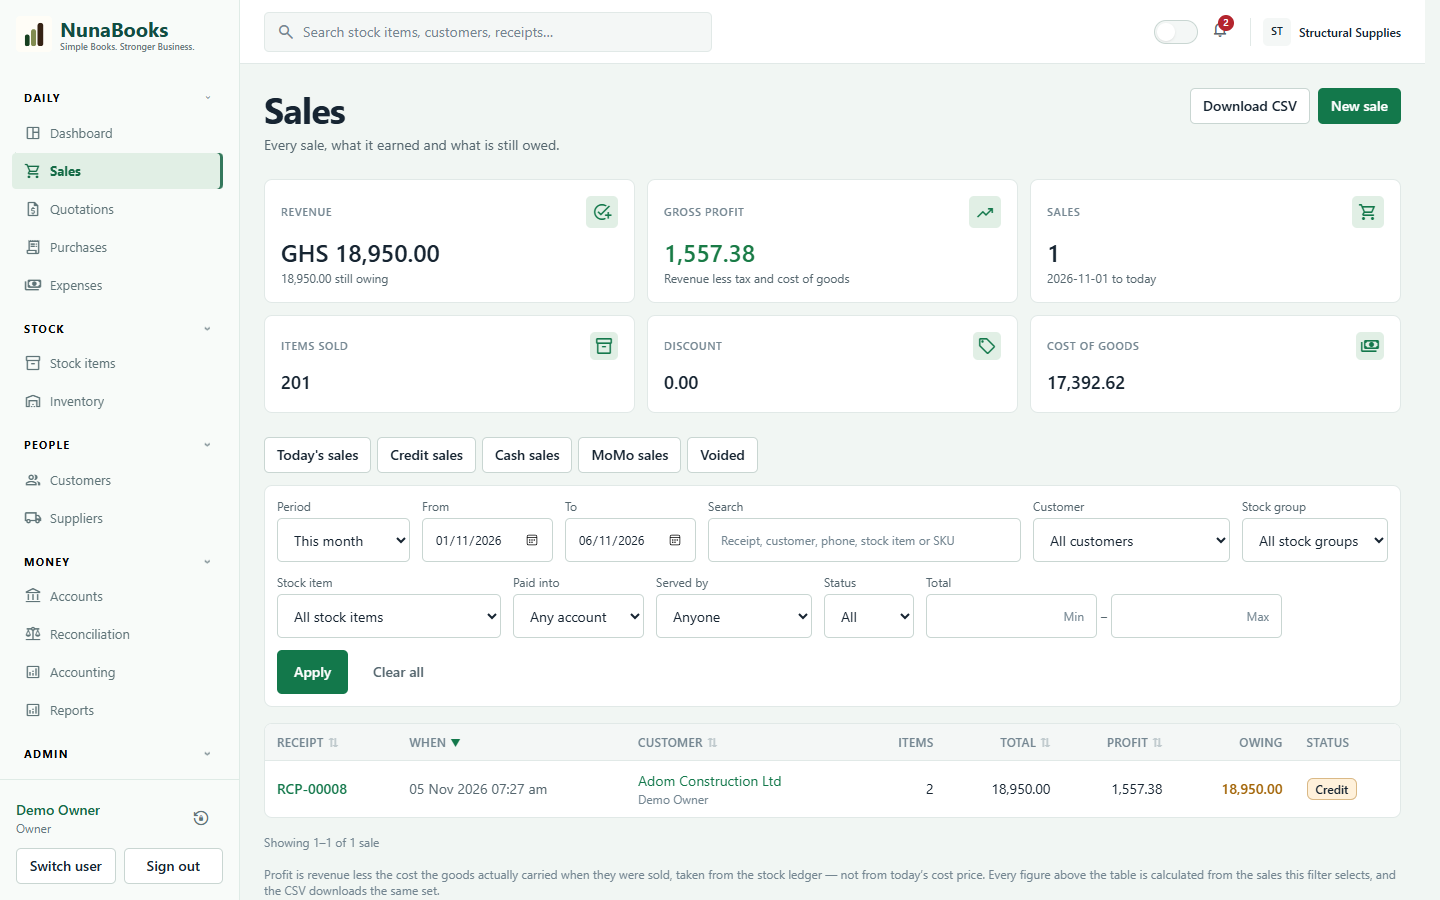 NunaBooks
Simple Books. Stronger Business.
DAILY
Dashboard
Sales
Quotations
Purchases
Expenses
STOCK
Stock items
Inventory
PEOPLE
Customers
Suppliers
MONEY
Accounts
Reconciliation
Accounting
Reports
ADMIN
Demo Owner
Owner
Switch user
Sign out
Search stock items, customers, receipts...
2
ST
Structural Supplies
Sales
Every sale, what it earned and what is still owed.
Download CSV
New sale
REVENUE
GHS 18,950.00
18,950.00 still owing
GROSS PROFIT
1,557.38
Revenue less tax and cost of goods
SALES
1
2026-11-01 to today
ITEMS SOLD
201
DISCOUNT
0.00
COST OF GOODS
17,392.62
Today's sales
Credit sales
Cash sales
MoMo sales
Voided
Period
This month
From
01/11/2026
To
06/11/2026
Search
Receipt, customer, phone, stock item or SKU
Customer
All customers
Stock group
All stock groups
Stock item
All stock items
Paid into
Any account
Served by
Anyone
Status
All
Total
Min
–
Max
Apply
Clear all
RECEIPT WHEN CUSTOMER ITEMS TOTAL PROFIT OWING STATUS
RCP-00008 05 Nov 2026 07:27 am Adom Construction Ltd 2 18,950.00 1,557.38 18,950.00 Credit
Demo Owner
Showing 1–1 of 1 sale
Profit is revenue less the cost the goods actually carried when they were sold, taken from the stock ledger — not from today's cost price. Every figure above the table is calculated from the sales this filter selects, and
the CSV downloads the same set.